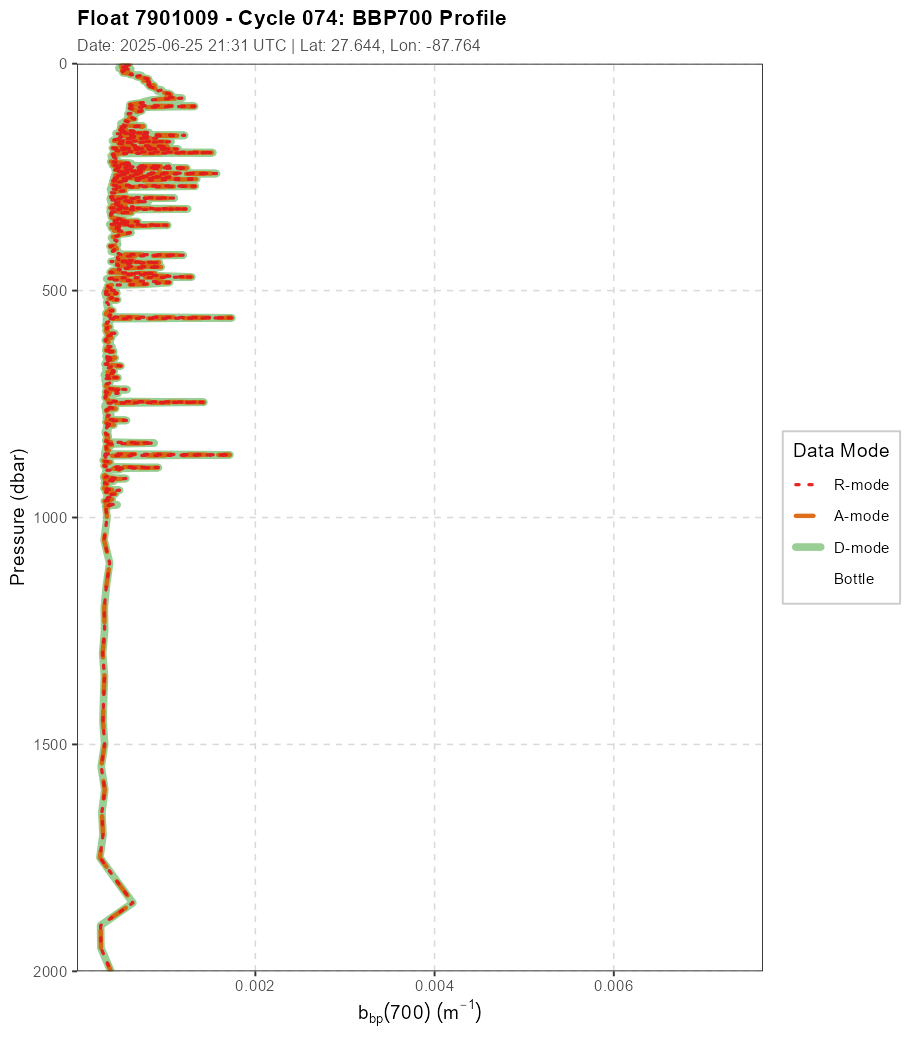 Float 7901009 - Cycle 074: BBP700 Profile
Date: 2025-06-25 21:31 UTC | Lat: 27.644, Lon: -87.764
0
500
1000
1500
2000
Pressure (dbar)
0.002 0.004 0.006
b_bp(700) (m⁻¹)
Data Mode
R-mode
A-mode
D-mode
Bottle